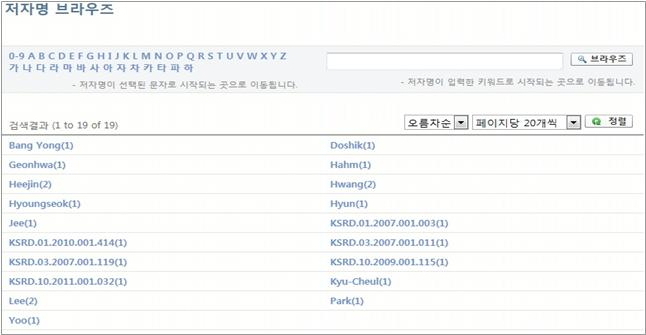 저자명 브라우즈
0-9 A B C D E F G H I J K L M N O P Q R S T U V W X Y Z
가 나 다 라 마 바 사 아 자 차 카 타 파 하
브라우즈
- 저자명이 선택된 문자로 시작되는 곳으로 이동됩니다.
- 저자명이 입력한 키워드로 시작되는 곳으로 이동됩니다.
검색결과 (1 to 19 of 19) 오름차순 페이지당 20개씩 정렬
Bang Yong(1) Doshik(1)
Geonhwa(1) Hahm(1)
Heejin(2) Hwang(2)
Hyoungseok(1) Hyun(1)
Jee(1) KSRD.01.2007.001.003(1)
KSRD.01.2010.001.414(1) KSRD.03.2007.001.011(1)
KSRD.03.2007.001.119(1) KSRD.10.2009.001.115(1)
KSRD.10.2011.001.032(1) Kyu-Cheul(1)
Lee(2) Park(1)
Yoo(1)